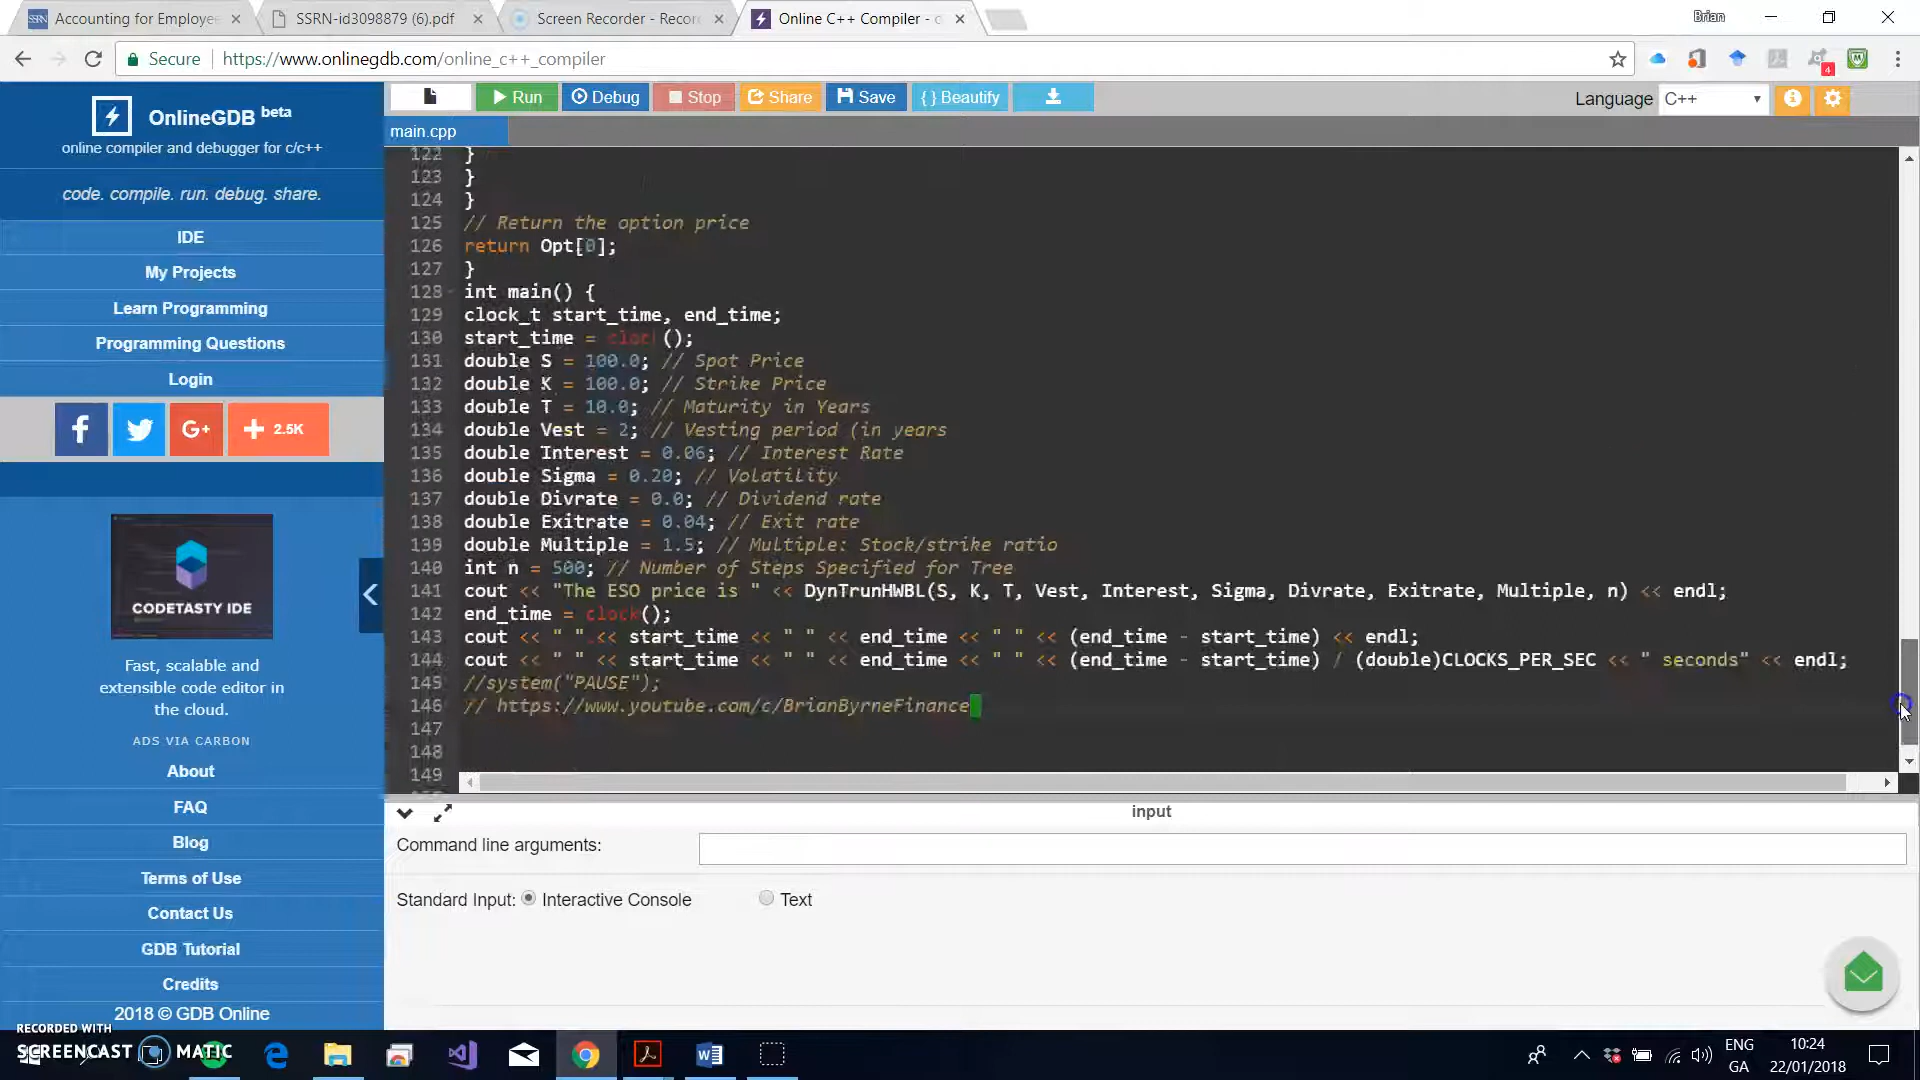 Accounting for Employee
SSRN-id3098879 (6).pdf
Screen Recorder - Recor
Online C++ Compiler - o
Brian
Secure
https://www.onlinegdb.com/online_c++_compiler
4
OnlineGDB beta
online compiler and debugger for c/c++
code. compile. run. debug. share.
IDE
My Projects
Learn Programming
Programming Questions
Login
2.5K
CODETASTY IDE
Fast, scalable and
extensible code editor in
the cloud.
ADS VIA CARBON
About
FAQ
Blog
Terms of Use
Contact Us
GDB Tutorial
Credits
2018 © GDB Online
Run
Debug
Stop
Share
Save
{ } Beautify
Language
C++
main.cpp
122 }
123 }
124 }
125 // Return the option price
126 return Opt[0];
127 }
128 int main() {
129 clock_t start_time, end_time;
130 start_time = clock();
131 double S = 100.0; // Spot Price
132 double K = 100.0; // Strike Price
133 double T = 10.0; // Maturity in Years
134 double Vest = 2; // Vesting period (in years
135 double Interest = 0.06; // Interest Rate
136 double Sigma = 0.20; // Volatility
137 double Divrate = 0.0; // Dividend rate
138 double Exitrate = 0.04; // Exit rate
139 double Multiple = 1.5; // Multiple: Stock/strike ratio
140 int n = 500; // Number of Steps Specified for Tree
141 cout << "The ESO price is " << DynTrunHWBL(S, K, T, Vest, Interest, Sigma, Divrate, Exitrate, Multiple, n) << endl;
142 end_time = clock();
143 cout << " " << start_time << " " << end_time << " " << (end_time - start_time) << endl;
144 cout << " " << start_time << " " << end_time << " " << (end_time - start_time) / (double)CLOCKS_PER_SEC << " seconds" << endl;
145 //system("PAUSE");
146 // https://www.youtube.com/c/BrianByrneFinance
147
148
149
input
Command line arguments:
Standard Input: Interactive Console Text
RECORDED WITH
SCREENCAST MATIC
ENG
GA
10:24
22/01/2018